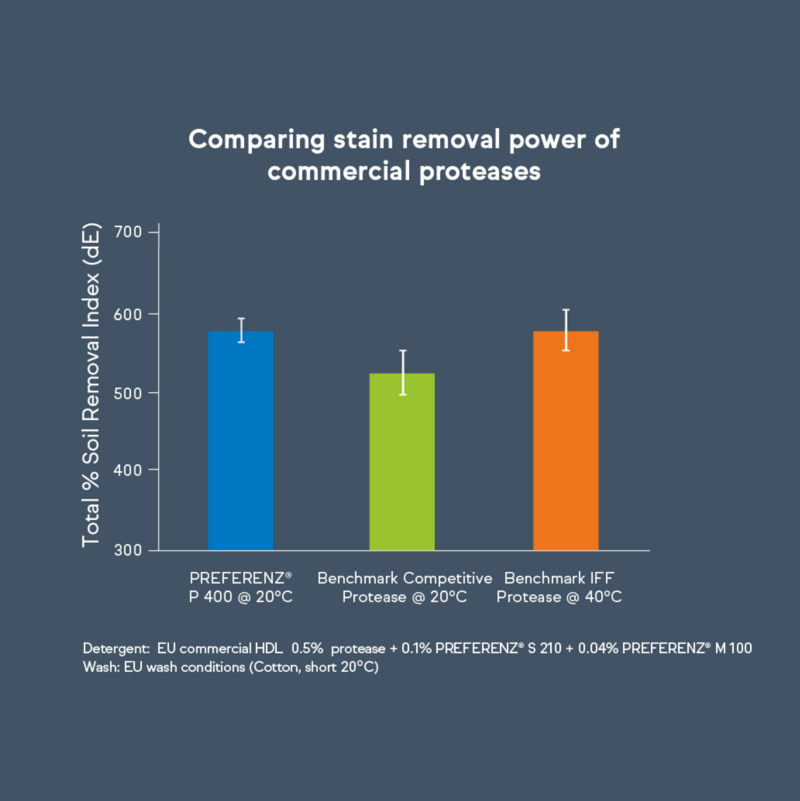 Comparing stain removal power of
commercial proteases
Total % Soil Removal Index (dE)
700
600
500
400
300
PREFERENZ®
P 400 @ 20°C
Benchmark Competitive
Protease @ 20°C
Benchmark IFF
Protease @ 40°C
Detergent: EU commercial HDL 0.5% protease + 0.1% PREFERENZ® S 210 + 0.04% PREFERENZ® M 100
Wash: EU wash conditions (Cotton, short 20°C)